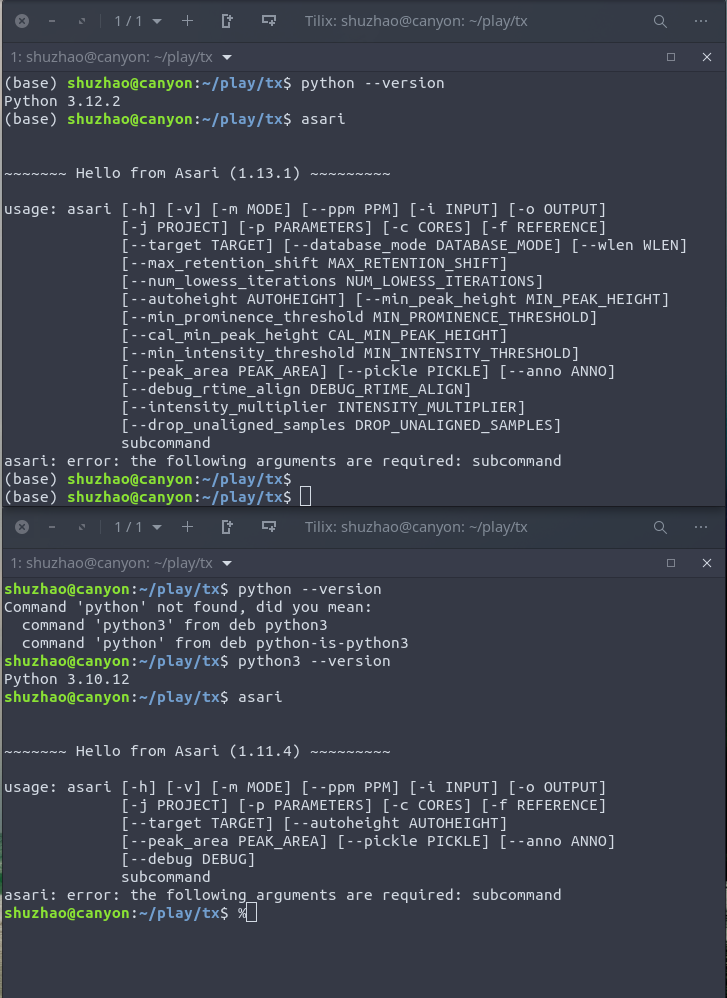 1 / 1 Tilix: shuzhao@canyon: ~/play/tx
1: shuzhao@canyon: ~/play/tx
(base) shuzhao@canyon:~/play/tx$ python --version
Python 3.12.2
(base) shuzhao@canyon:~/play/tx$ asari
~~~~~~~ Hello from Asari (1.13.1) ~~~~~~~~~
usage: asari [-h] [-v] [-m MODE] [--ppm PPM] [-i INPUT] [-o OUTPUT]
[-j PROJECT] [-p PARAMETERS] [-c CORES] [-f REFERENCE]
[--target TARGET] [--database_mode DATABASE_MODE] [--wlen WLEN]
[--max_retention_shift MAX_RETENTION_SHIFT]
[--num_lowess_iterations NUM_LOWESS_ITERATIONS]
[--autoheight AUTOHEIGHT] [--min_peak_height MIN_PEAK_HEIGHT]
[--min_prominence_threshold MIN_PROMINENCE_THRESHOLD]
[--cal_min_peak_height CAL_MIN_PEAK_HEIGHT]
[--min_intensity_threshold MIN_INTENSITY_THRESHOLD]
[--peak_area PEAK_AREA] [--pickle PICKLE] [--anno ANNO]
[--debug_rtime_align DEBUG_RTIME_ALIGN]
[--intensity_multiplier INTENSITY_MULTIPLIER]
[--drop_unaligned_samples DROP_UNALIGNED_SAMPLES]
subcommand
asari: error: the following arguments are required: subcommand
(base) shuzhao@canyon:~/play/tx$
(base) shuzhao@canyon:~/play/tx$
1 / 1 Tilix: shuzhao@canyon: ~/play/tx
1: shuzhao@canyon: ~/play/tx
shuzhao@canyon:~/play/tx$ python --version
Command 'python' not found, did you mean:
command 'python3' from deb python3
command 'python' from deb python-is-python3
shuzhao@canyon:~/play/tx$ python3 --version
Python 3.10.12
shuzhao@canyon:~/play/tx$ asari
~~~~~~~ Hello from Asari (1.11.4) ~~~~~~~~~
usage: asari [-h] [-v] [-m MODE] [--ppm PPM] [-i INPUT] [-o OUTPUT]
[-j PROJECT] [-p PARAMETERS] [-c CORES] [-f REFERENCE]
[--target TARGET] [--autoheight AUTOHEIGHT]
[--peak_area PEAK_AREA] [--pickle PICKLE] [--anno ANNO]
[--debug DEBUG]
subcommand
asari: error: the following arguments are required: subcommand
shuzhao@canyon:~/play/tx$ %